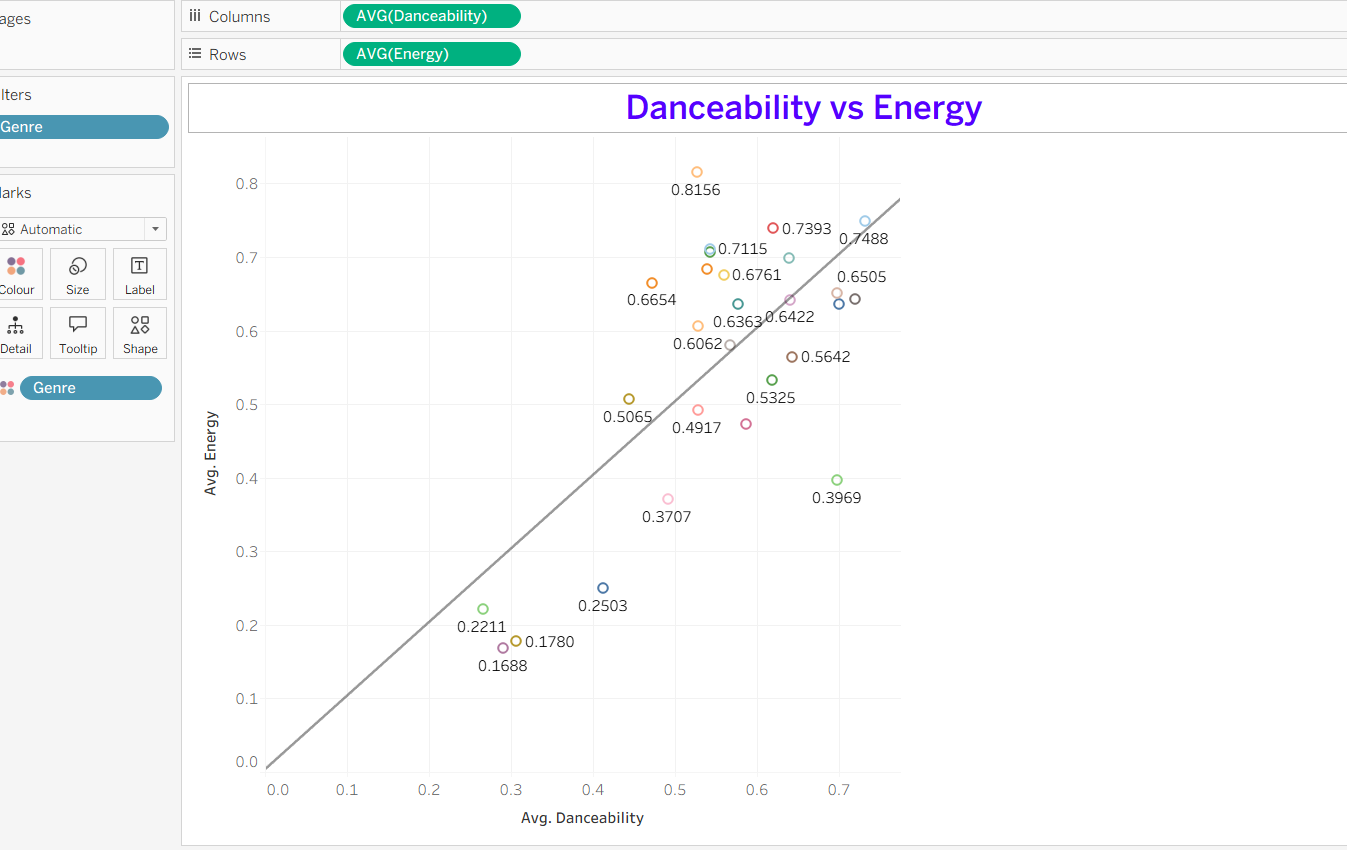 ages
Columns
AVG(Danceability)
Rows
AVG(Energy)
lters
Genre
arks
Automatic
Colour
Size
Label
Detail
Tooltip
Shape
Genre
Danceability vs Energy
0.8
0.7
0.6
0.5
0.4
0.3
0.2
0.1
0.0
Avg. Energy
0.8156
0.7393
0.7488
0.7115
0.6761
0.6505
0.6654
0.6363
0.6422
0.6062
0.5642
0.5325
0.5065
0.4917
0.3969
0.3707
0.2503
0.2211
0.1780
0.1688
0.0 0.1 0.2 0.3 0.4 0.5 0.6 0.7
Avg. Danceability